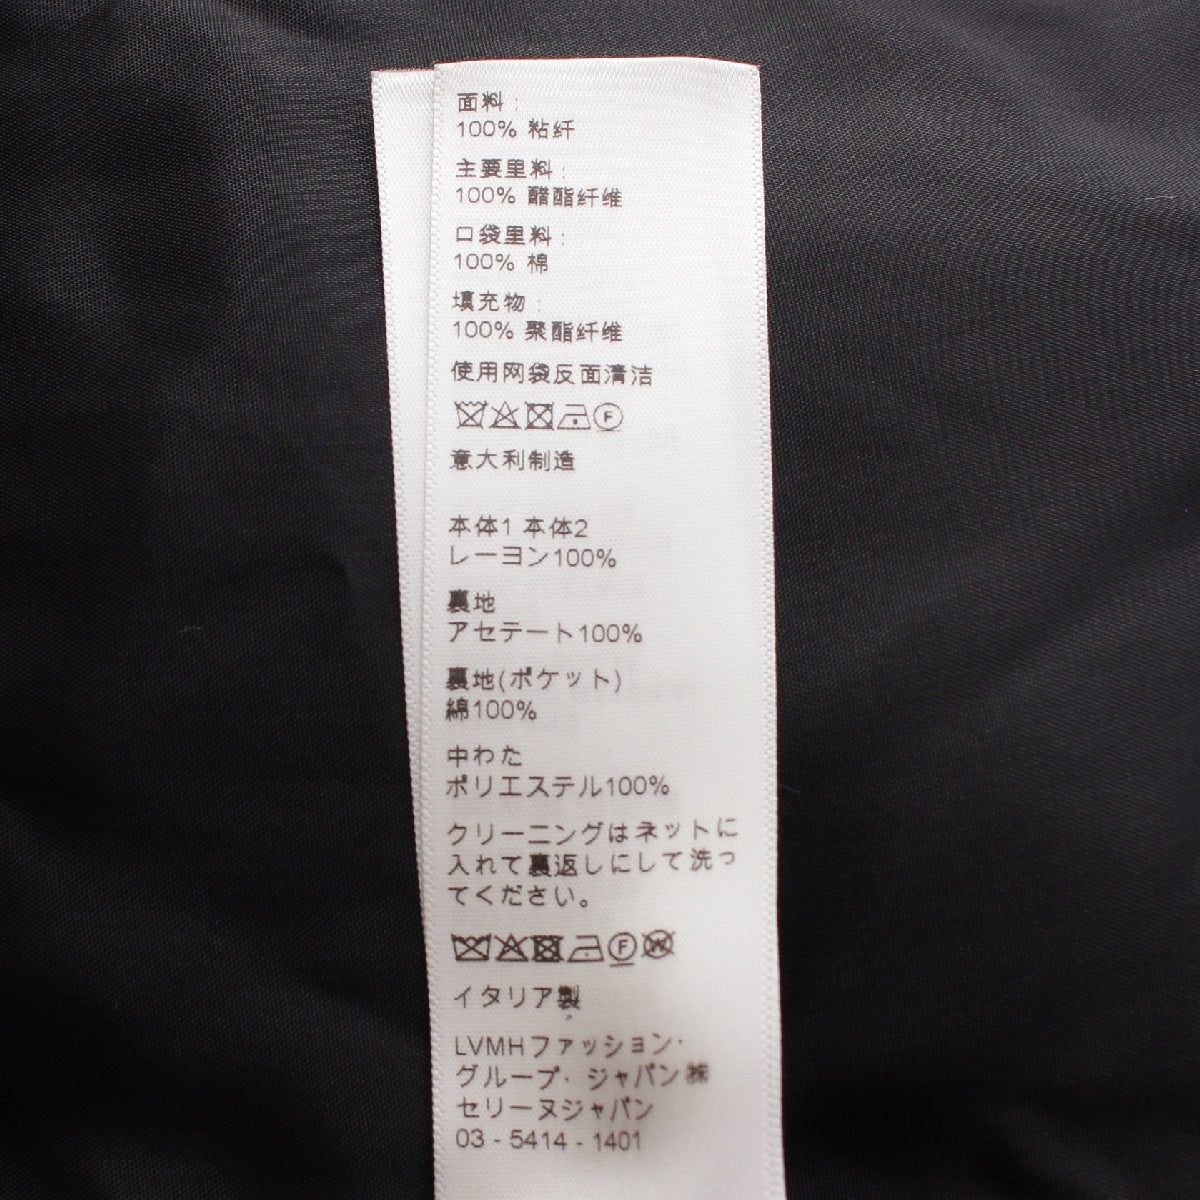 面料:
100% 粘纤
主要里料:
100% 醋酯纤维
口袋里料:
100% 棉
填充物:
100% 聚酯纤维
使用网袋反面清洁
F
意大利制造
本体1 本体2
レーヨン100%
裏地
アセテート100%
裏地(ポケット)
綿100%
中わた
ポリエステル100%
クリーニングはネットに
入れて裏返しにして洗っ
てください。
F W
イタリア製
LVMHファッション・
グループ・ジャパン㈱
セリーヌジャパン
03 - 5414 - 1401